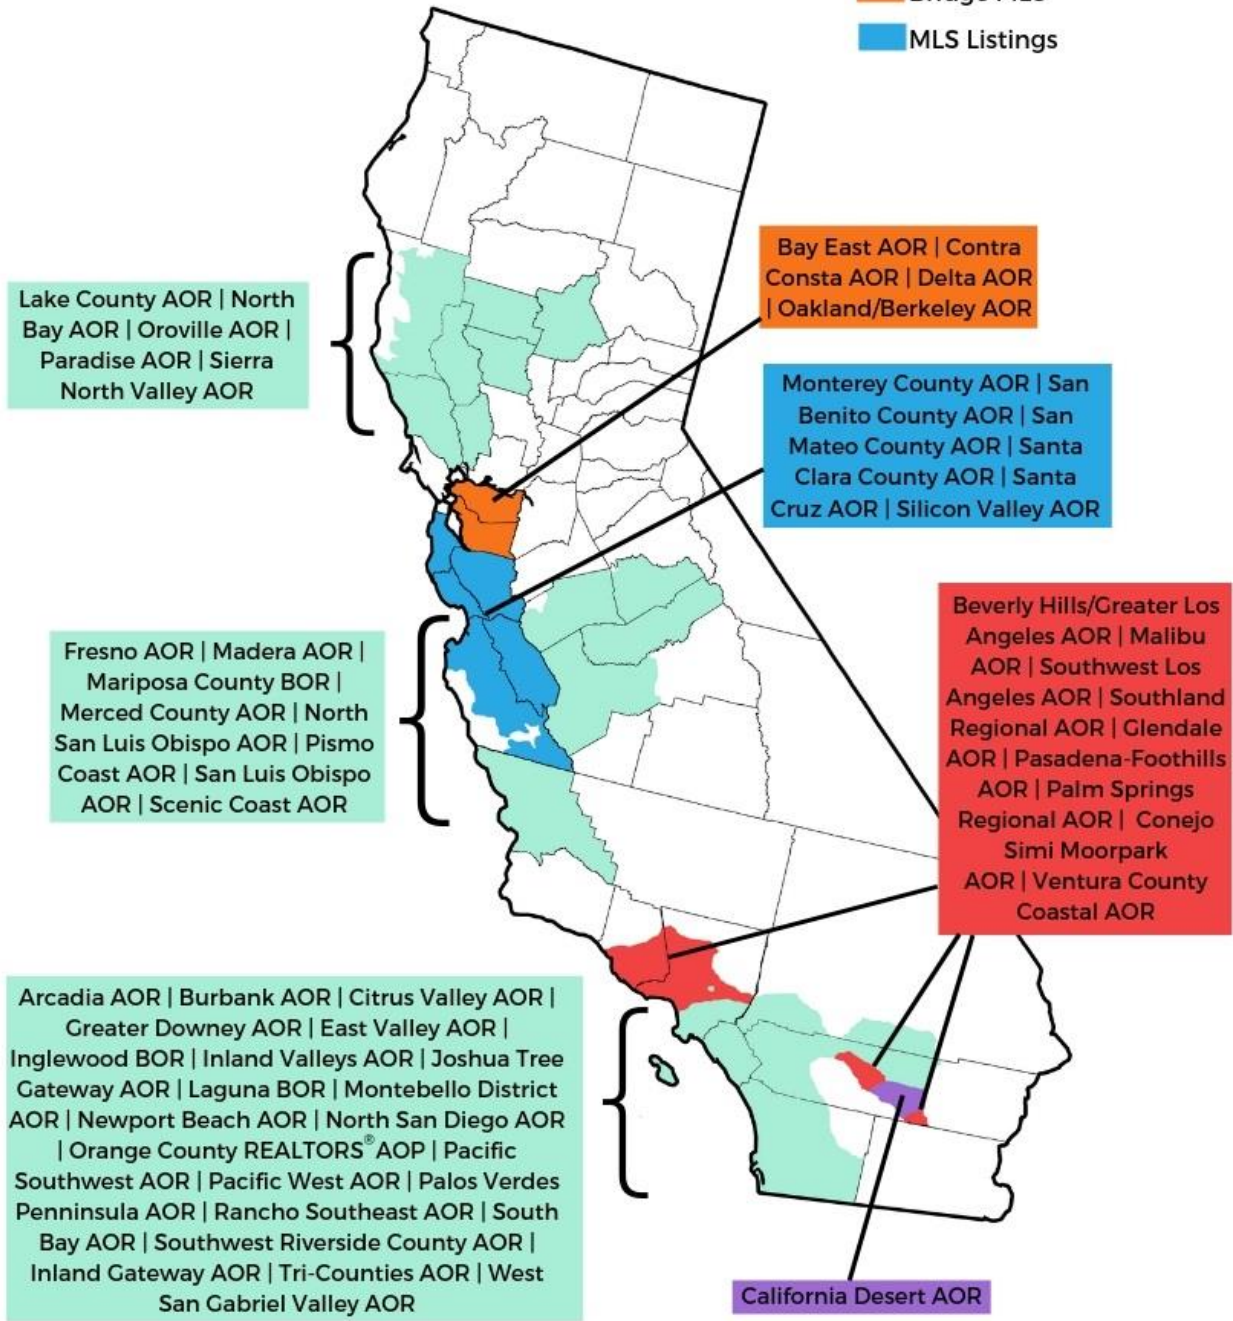 Bridge MLS
MLS Listings
Bay East AOR | Contra
Consta AOR | Delta AOR
| Oakland/Berkeley AOR
Lake County AOR | North
Bay AOR | Oroville AOR |
Paradise AOR | Sierra
North Valley AOR
Monterey County AOR | San
Benito County AOR | San
Mateo County AOR | Santa
Clara County AOR | Santa
Cruz AOR | Silicon Valley AOR
Beverly Hills/Greater Los
Angeles AOR | Malibu
AOR | Southwest Los
Angeles AOR | Southland
Regional AOR | Glendale
AOR | Pasadena-Foothills
AOR | Palm Springs
Regional AOR | Conejo
Simi Moorpark
AOR | Ventura County
Coastal AOR
Fresno AOR | Madera AOR |
Mariposa County BOR |
Merced County AOR | North
San Luis Obispo AOR | Pismo
Coast AOR | San Luis Obispo
AOR | Scenic Coast AOR
Arcadia AOR | Burbank AOR | Citrus Valley AOR |
Greater Downey AOR | East Valley AOR |
Inglewood BOR | Inland Valleys AOR | Joshua Tree
Gateway AOR | Laguna BOR | Montebello District
AOR | Newport Beach AOR | North San Diego AOR
| Orange County REALTORS® AOP | Pacific
Southwest AOR | Pacific West AOR | Palos Verdes
Penninsula AOR | Rancho Southeast AOR | South
Bay AOR | Southwest Riverside County AOR |
Inland Gateway AOR | Tri-Counties AOR | West
San Gabriel Valley AOR
California Desert AOR